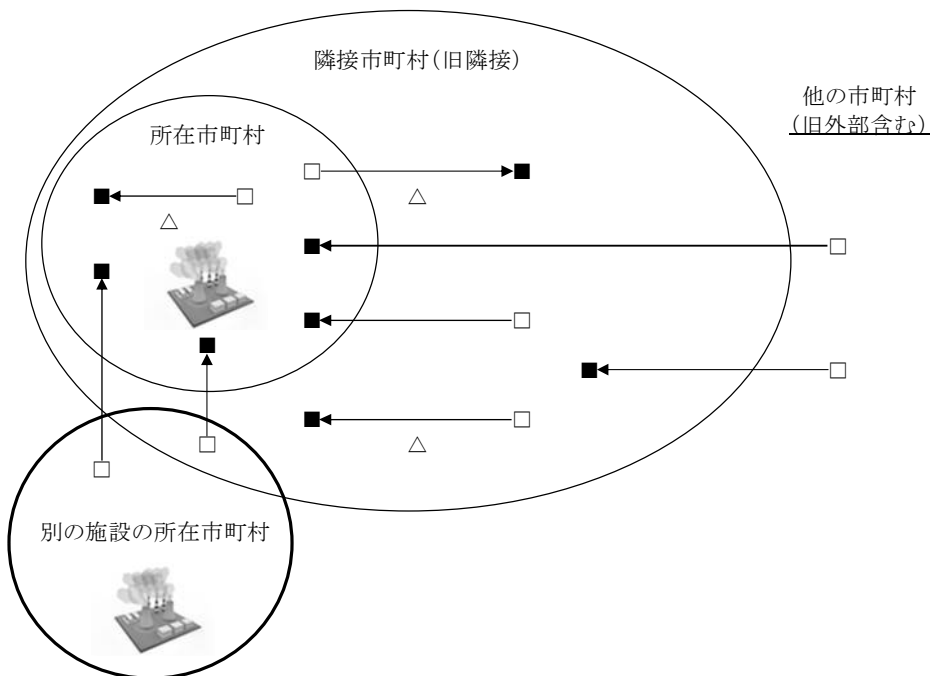 隣接市町村(旧隣接)
他の市町村
(旧外部含む)
所在市町村
別の施設の所在市町村